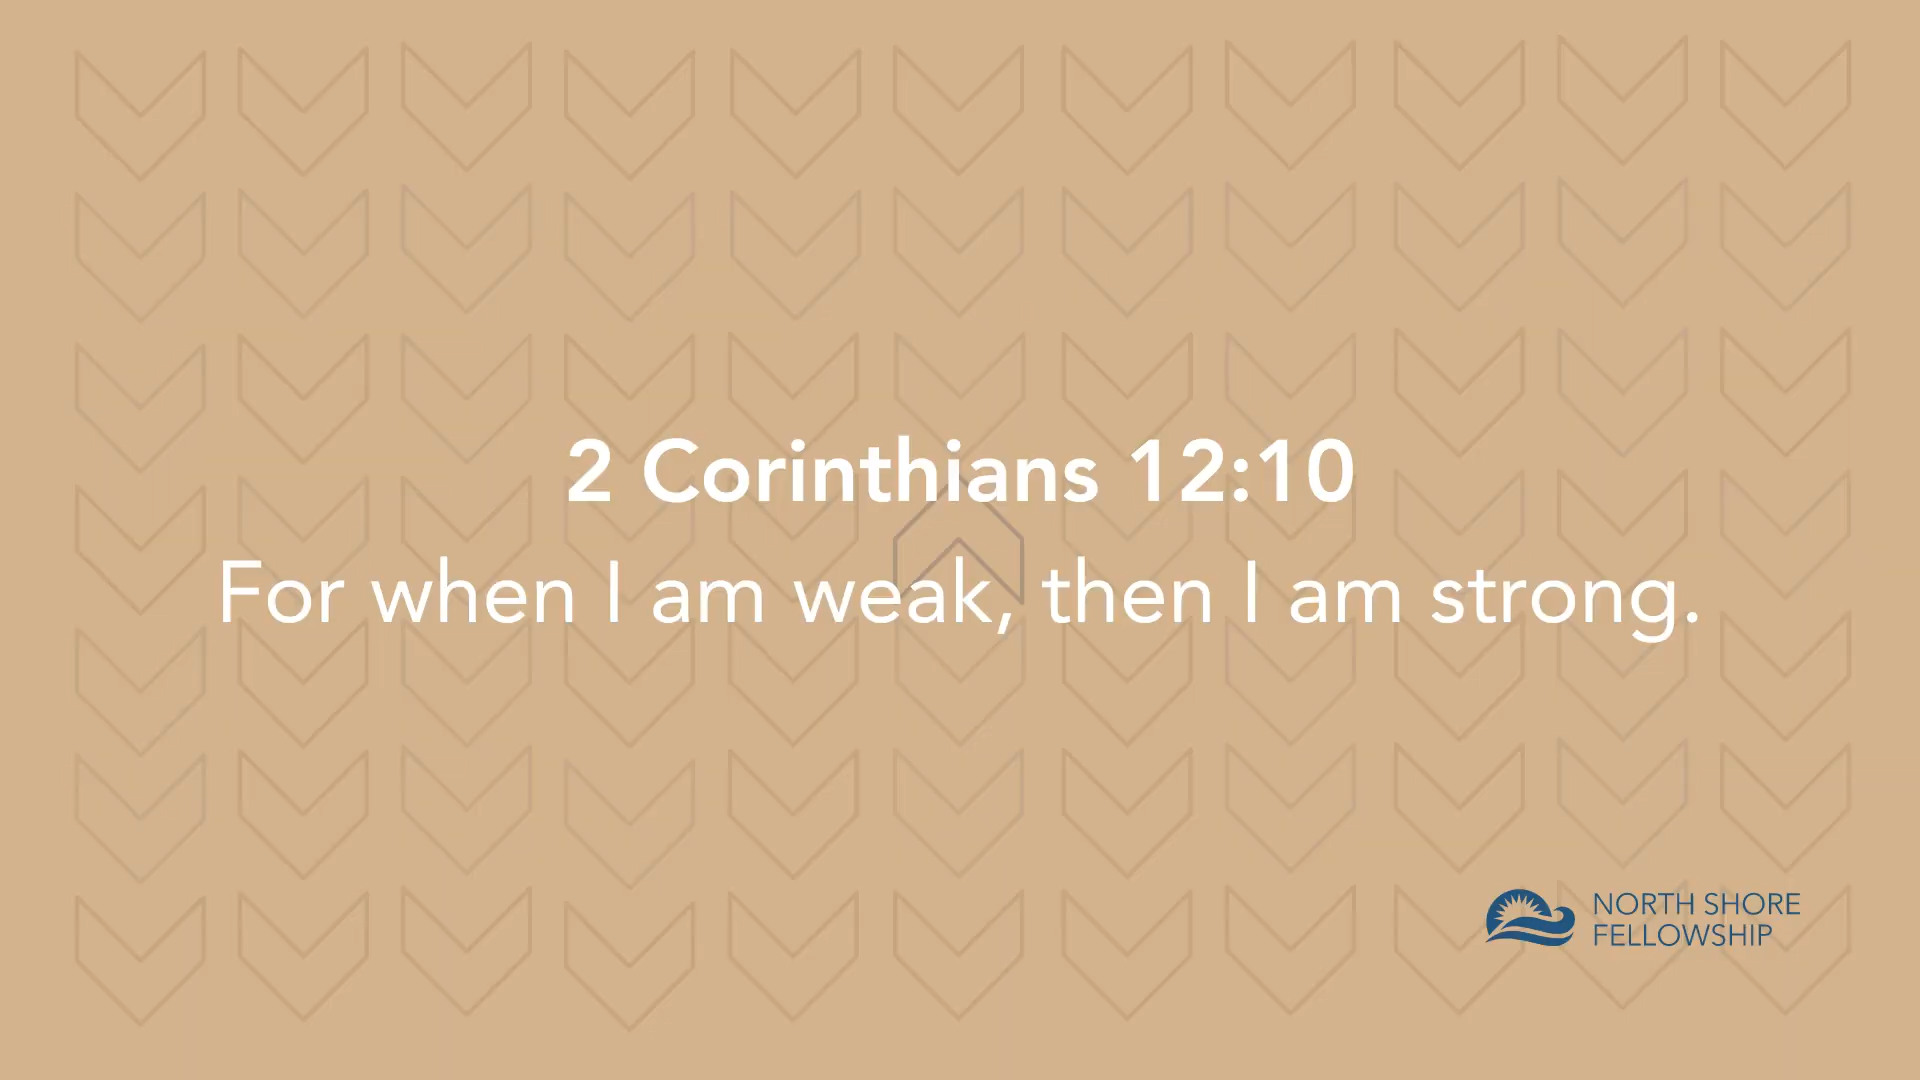 2 Corinthians 12:10
For when I am weak, then I am strong.
NORTH SHORE
FELLOWSHIP